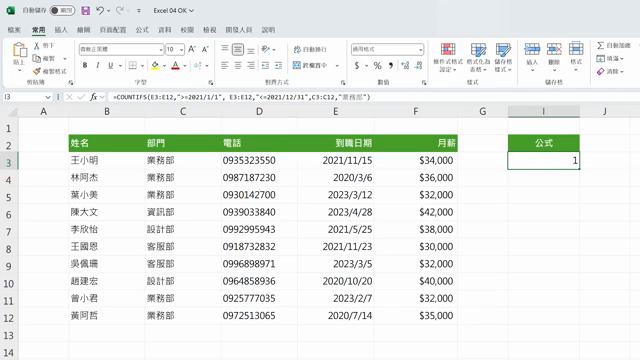 自動儲存 關閉 Excel 04 OK
檔案 常用 插入 繪圖 頁面配置 公式 資料 校閱 檢視 開發人員 說明
貼上 剪下 複製 複製格式 微軟正黑體 10 自動換行 跨欄置中 通用格式 條件式格式設定 格式化為表格 儲存格樣式 插入 刪除 格式 自動加總 填滿 清除
剪貼簿 字型 對齊方式 數值 樣式 儲存格
I3 fx =COUNTIFS(E3:E12,">=2021/1/1", E3:E12,"<=2021/12/31",C3:C12,"業務部")
A B C D E F G H I J
1
2 姓名 部門 電話 到職日期 月薪 公式
3 王小明 業務部 0935323550 2021/11/15 $34,000 1
4 林阿杰 業務部 0987187230 2020/3/6 $36,000
5 葉小美 業務部 0930142700 2023/3/12 $32,000
6 陳大文 資訊部 0939033840 2023/4/28 $42,000
7 李欣怡 設計部 0992995943 2021/5/25 $38,000
8 王國恩 客服部 0918732832 2021/11/23 $30,000
9 吳佩珊 客服部 0996898971 2023/3/5 $32,000
10 趙建宏 設計部 0964858936 2020/10/20 $40,000
11 曾小君 業務部 0925777035 2023/2/7 $32,000
12 黃阿哲 業務部 0972513065 2020/7/14 $35,000
13
14